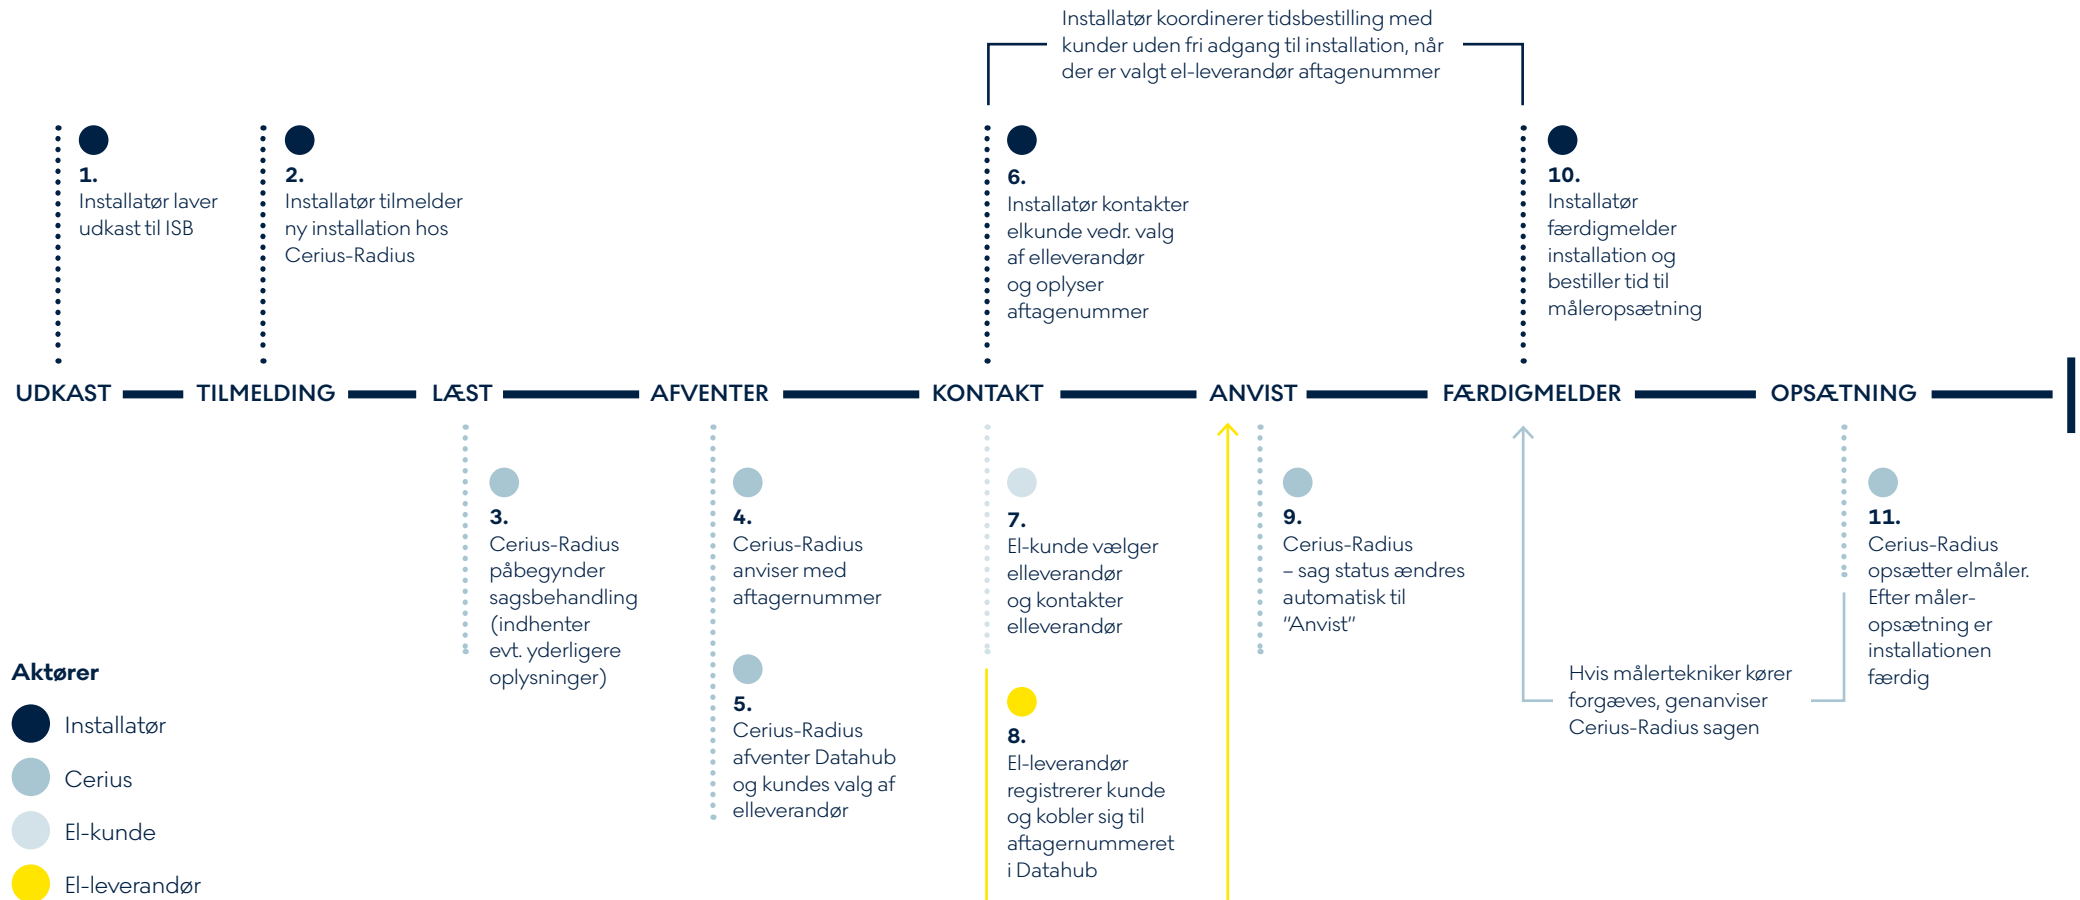 Installatør koordinerer tidsbestilling med
kunder uden fri adgang til installation, når
der er valgt el-leverandør aftagenummer
1.
Installatør laver
udkast til ISB
2.
Installatør tilmelder
ny installation hos
Cerius-Radius
6.
Installatør kontakter
elkunde vedr. valg
af elleverandør
og oplyser
aftagenummer
10.
Installatør
færdigmelder
installation og
bestiller tid til
måleropsætning
UDKAST
TILMELDING
LÆST
AFVENTER
KONTAKT
ANVIST
FÆRDIGMELDER
OPSÆTNING
3.
Cerius-Radius
påbegynder
sagsbehandling
(indhenter
evt. yderligere
oplysninger)
4.
Cerius-Radius
anviser med
aftagernummer
5.
Cerius-Radius
afventer Datahub
og kundes valg af
elleverandør
7.
El-kunde vælger
elleverandør
og kontakter
elleverandør
8.
El-leverandør
registrerer kunde
og kobler sig til
aftagernummeret
i Datahub
9.
Cerius-Radius
– sag status ændres
automatisk til
"Anvist"
Hvis målertekniker kører
forgæves, genanviser
Cerius-Radius sagen
11.
Cerius-Radius
opsætter elmåler.
Efter måler-
opsætning er
installationen
færdig
Aktører
Installatør
Cerius
El-kunde
El-leverandør